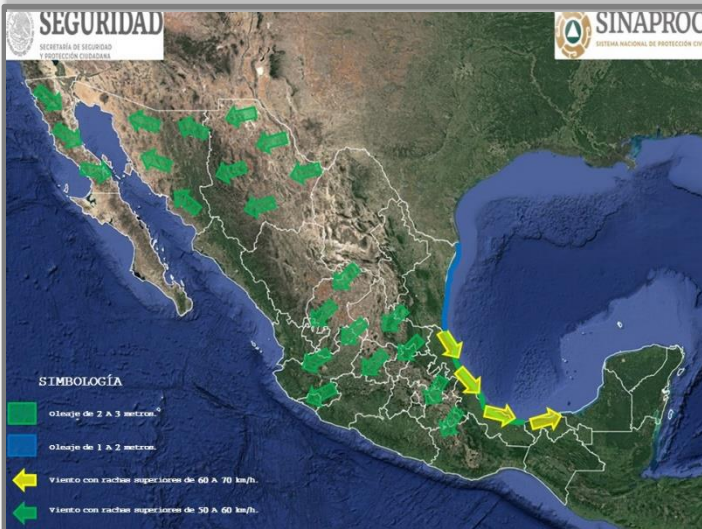 SEGURIDAD
SECRETARÍA DE SEGURIDAD
Y PROTECCIÓN CIUDADANA
SINAPROC
SISTEMA NACIONAL DE PROTECCIÓN CIV
SIMBOLOGÍA
Oleaje de 2 A 3 metros.
Oleaje de 1 A 2 metros.
Viento con rachas superiores de 60 A 70 km/h.
Viento con rachas superiores de 50 A 60 km/h.